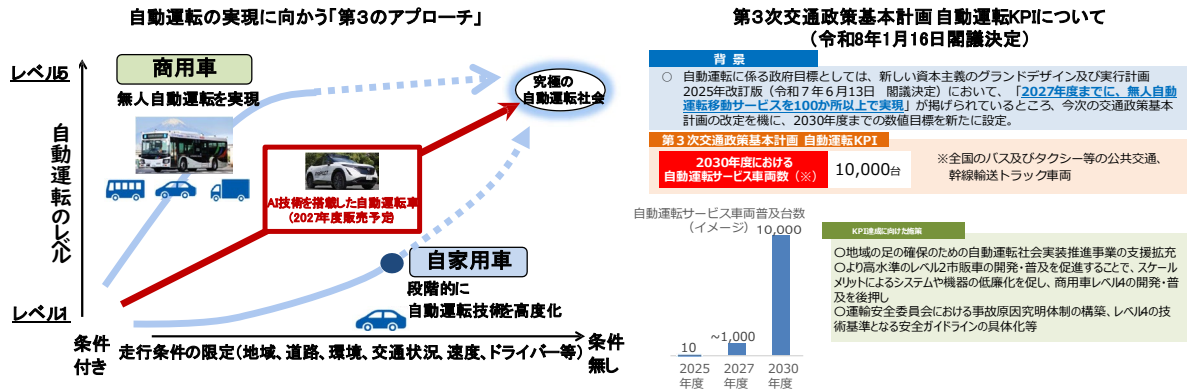 自動運転の実現に向かう「第3のアプローチ」
レベル5
自動運転のレベル
レベル1
商用車
無人自動運転を実現
究極の
自動運転社会
AI技術を搭載した自動運転車
(2027年度販売予定)
自家用車
段階的に
自動運転技術を高度化
条件
付き
走行条件の限定(地域、道路、環境、交通状況、速度、ドライバー等)
条件
無し
第3次交通政策基本計画 自動運転KPIについて
(令和8年1月16日閣議決定)
背 景
○ 自動運転に係る政府目標としては、新しい資本主義のグランドデザイン及び実行計画
2025年改訂版(令和7年6月13日 閣議決定)において、「2027年度までに、無人自動
運転移動サービスを100か所以上で実現」が掲げられているところ、今次の交通政策基本
計画の改定を機に、2030年度までの数値目標を新たに設定。
第3次交通政策基本計画 自動運転KPI
2030年度における
自動運転サービス車両数(※)
10,000台
※全国のバス及びタクシー等の公共交通、
幹線輸送トラック車両
自動運転サービス車両普及台数
(イメージ)
10,000
~1,000
10
2025
年度
2027
年度
2030
年度
KPI達成に向けた施策
○地域の足の確保のための自動運転社会実装推進事業の支援拡充
○より高水準のレベル2市販車の開発・普及を促進することで、スケール
メリットによるシステムや機器の低廉化を促し、商用車レベル4の開発・普
及を後押し
○運輸安全委員会における事故原因究明体制の構築、レベル4の技
術基準となる安全ガイドラインの具体化等